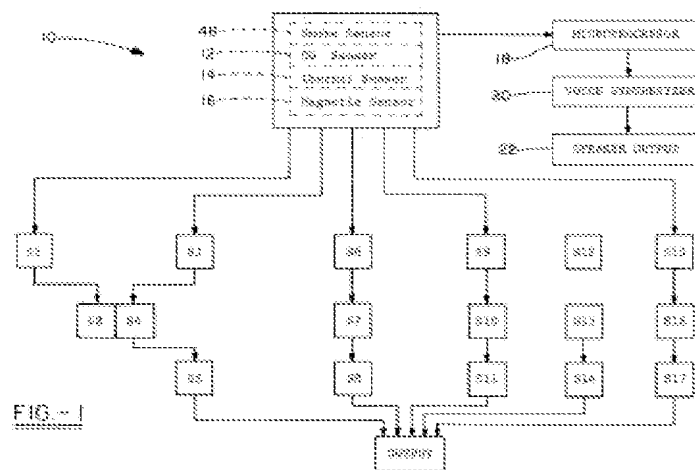 10
46
Smoke Sensor
12
CO Sensor
14
Thermal Sensor
16
Magnetic Sensor
MICROPROCESSOR
18
VOICE SYNTHESIZER
20
SPEAKER OUTPUT
22
S1
S3
S6
S9
S12
S15
S2
S4
S7
S10
S13
S16
S5
S8
S11
S14
S17
FIG.-1
OUTPUT